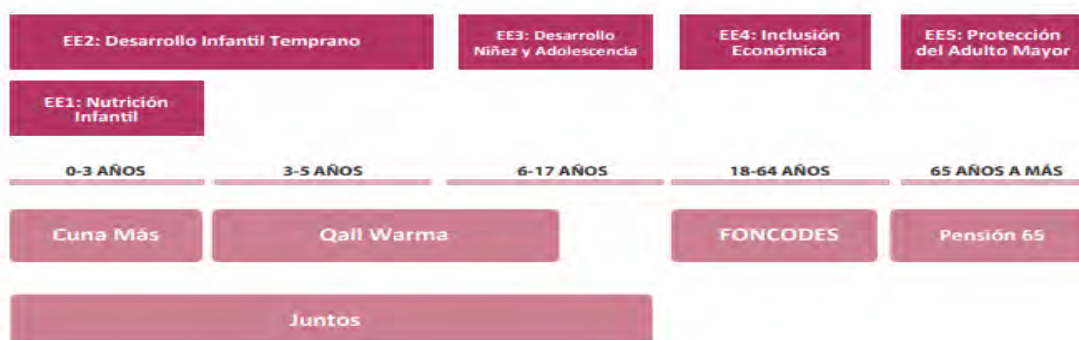 EE2: Desarrollo Infantil Temprano
EE3: Desarrollo
Niñez y Adolescencia
EE4: Inclusión
Económica
EE5: Protección
del Adulto Mayor
EE1: Nutrición
Infantil
0-3 AÑOS
3-5 AÑOS
6-17 AÑOS
18-64 AÑOS
65 AÑOS A MÁS
Cuna Más
Qall Warma
FONCODES
Pensión 65
Juntos